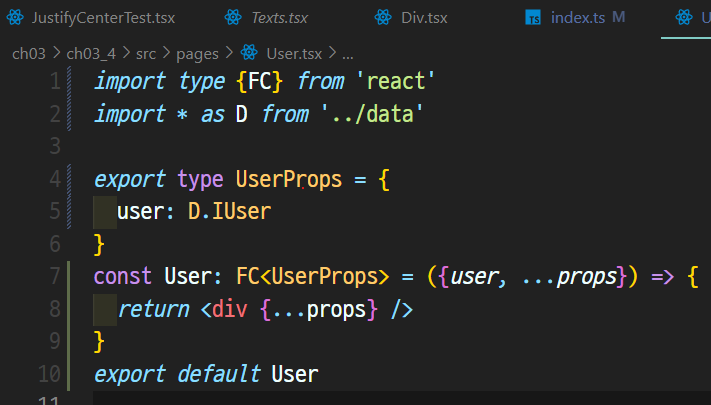 JustifyCenterTest.tsx Texts.tsx Div.tsx TS index.ts M U
ch03 > ch03_4 > src > pages > User.tsx > ...
1 import type {FC} from 'react'
2 import * as D from '../data'
3
4 export type UserProps = {
5 user: D.IUser
6 }
7 const User: FC<UserProps> = ({user, ...props}) => {
8 return <div {...props} />
9 }
10 export default User
11